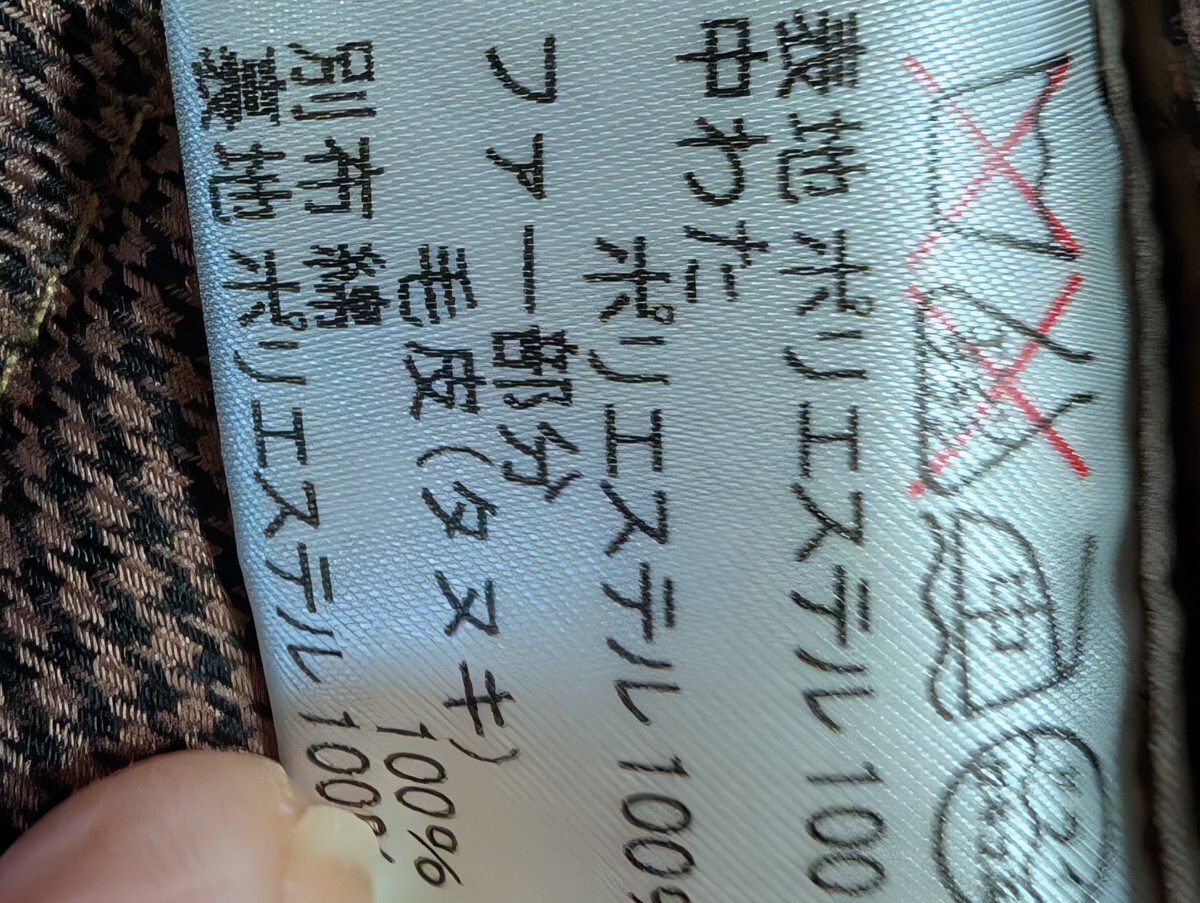 表地 ポリエステル 100
中わた
ポリエステル 100%
ファー部分
毛皮(タヌキ)
別布 綿 100%
裏地 ポリエステル 100%